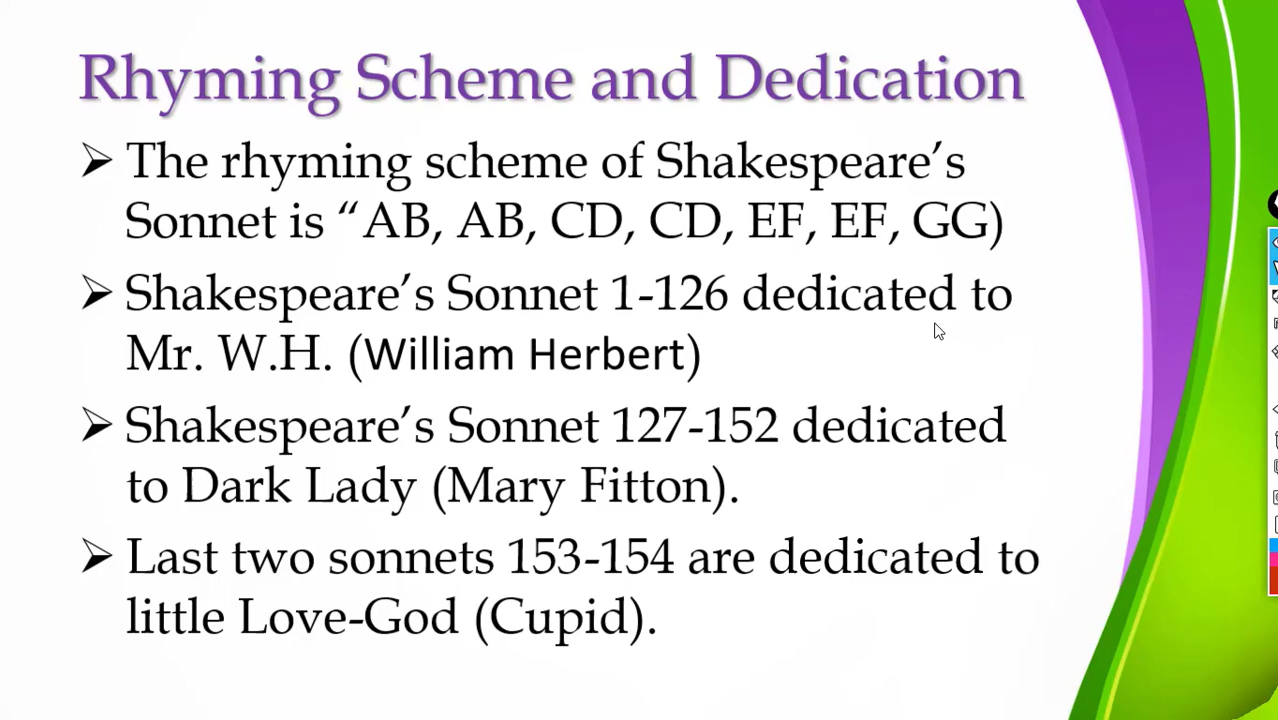 Rhyming Scheme and Dedication
➤ The rhyming scheme of Shakespeare’s
Sonnet is “AB, AB, CD, CD, EF, EF, GG)
➤ Shakespeare’s Sonnet 1-126 dedicated to
Mr. W.H. (William Herbert)
➤ Shakespeare’s Sonnet 127-152 dedicated
to Dark Lady (Mary Fitton).
➤ Last two sonnets 153-154 are dedicated to
little Love-God (Cupid).